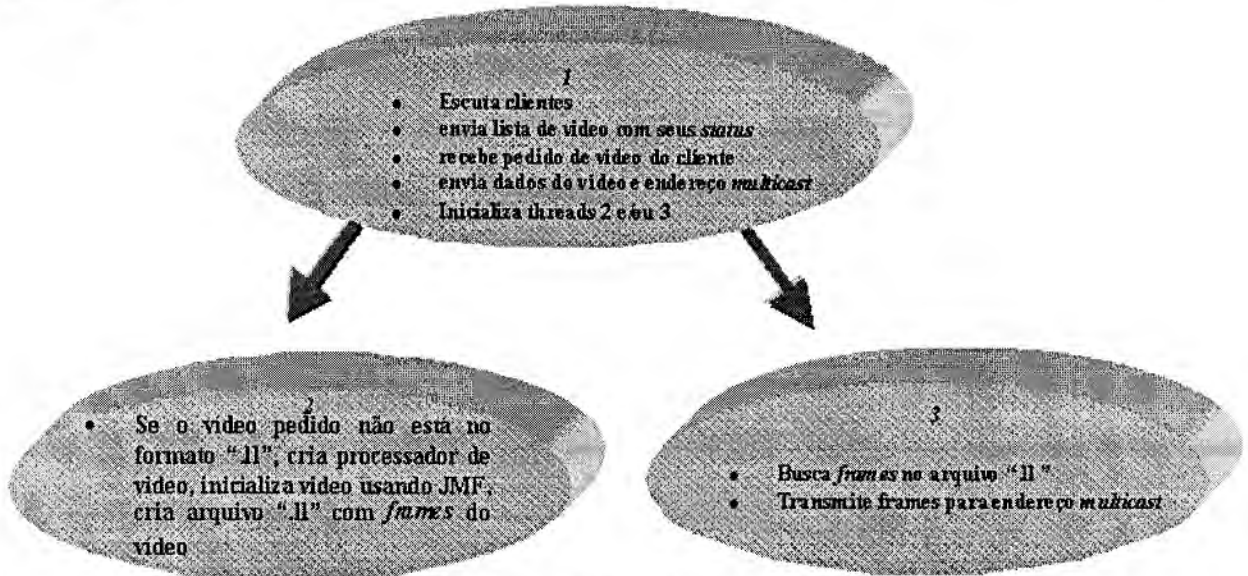 1
• Escuta clientes
• envia lista de video com seus status
• recebe pedido de video do cliente
• envia dados do video e endereço multicast
• Inicializa threads 2 e/ou 3
2
• Se o video pedido não está no
formato ".ll", cria processador de
video, inicializa video usando JMF,
cria arquivo ".ll" com frames do
video
3
• Busca frames no arquivo ".ll"
• Transmite frames para endereço multicast